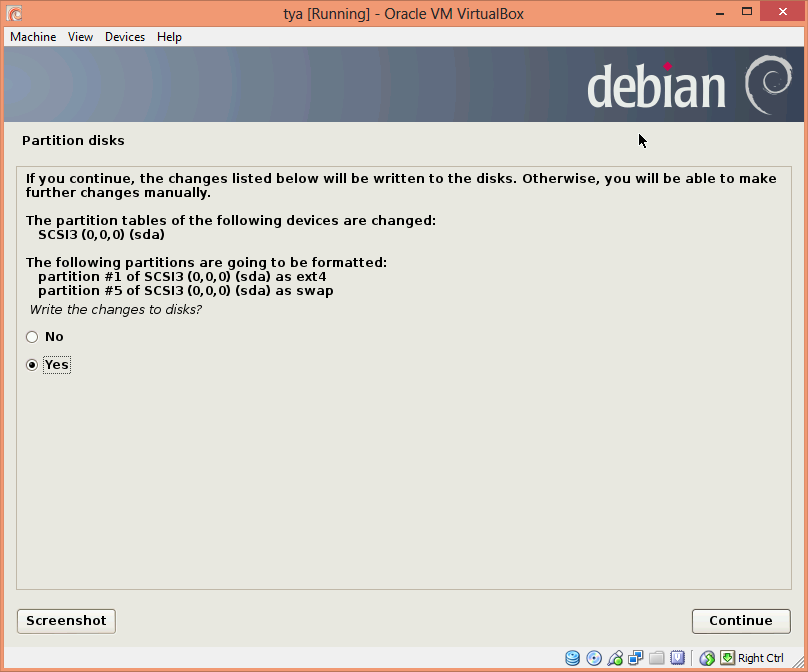 tya [Running] - Oracle VM VirtualBox
Machine View Devices Help
debian
Partition disks
If you continue, the changes listed below will be written to the disks. Otherwise, you will be able to make
further changes manually.
The partition tables of the following devices are changed:
SCSI3 (0,0,0) (sda)
The following partitions are going to be formatted:
partition #1 of SCSI3 (0,0,0) (sda) as ext4
partition #5 of SCSI3 (0,0,0) (sda) as swap
Write the changes to disks?
No
Yes
Screenshot Continue
Right Ctrl